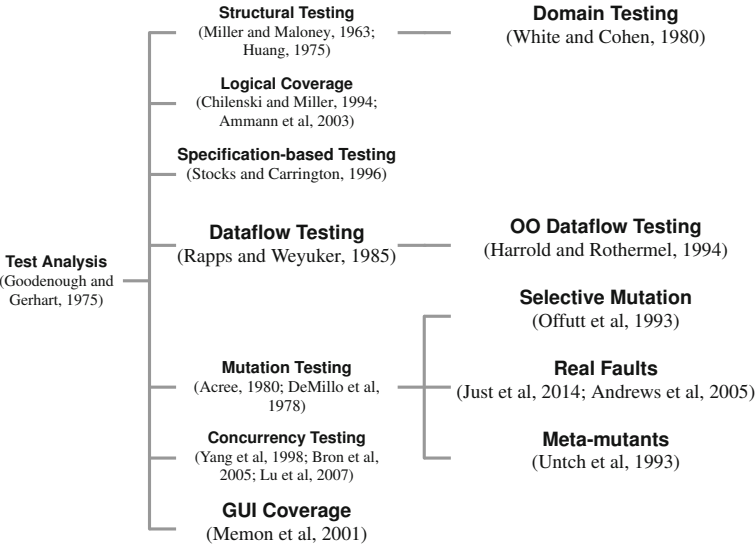 Test Analysis
(Goodenough and
Gerhart, 1975)
Structural Testing
(Miller and Maloney, 1963;
Huang, 1975)
Domain Testing
(White and Cohen, 1980)
Logical Coverage
(Chilenski and Miller, 1994;
Ammann et al, 2003)
Specification-based Testing
(Stocks and Carrington, 1996)
Dataflow Testing
(Rapps and Weyuker, 1985)
OO Dataflow Testing
(Harrold and Rothermel, 1994)
Mutation Testing
(Acree, 1980; DeMillo et al,
1978)
Selective Mutation
(Offutt et al, 1993)
Real Faults
(Just et al, 2014; Andrews et al, 2005)
Meta-mutants
(Untch et al, 1993)
Concurrency Testing
(Yang et al, 1998; Bron et al,
2005; Lu et al, 2007)
GUI Coverage
(Memon et al, 2001)